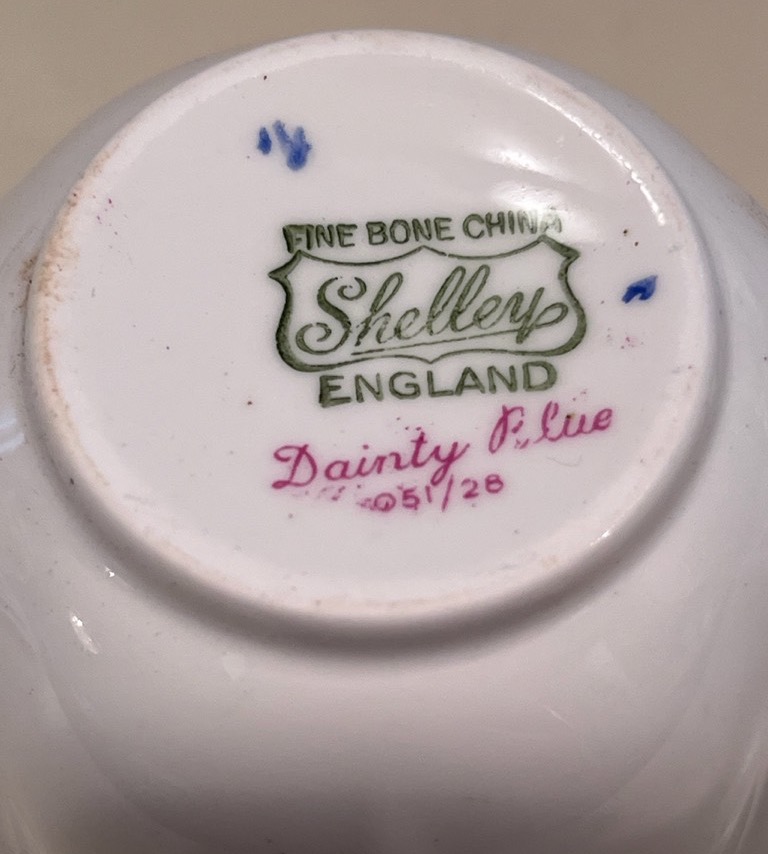 FINE BONE CHINA
Shelley
ENGLAND
Dainty Blue
051/28